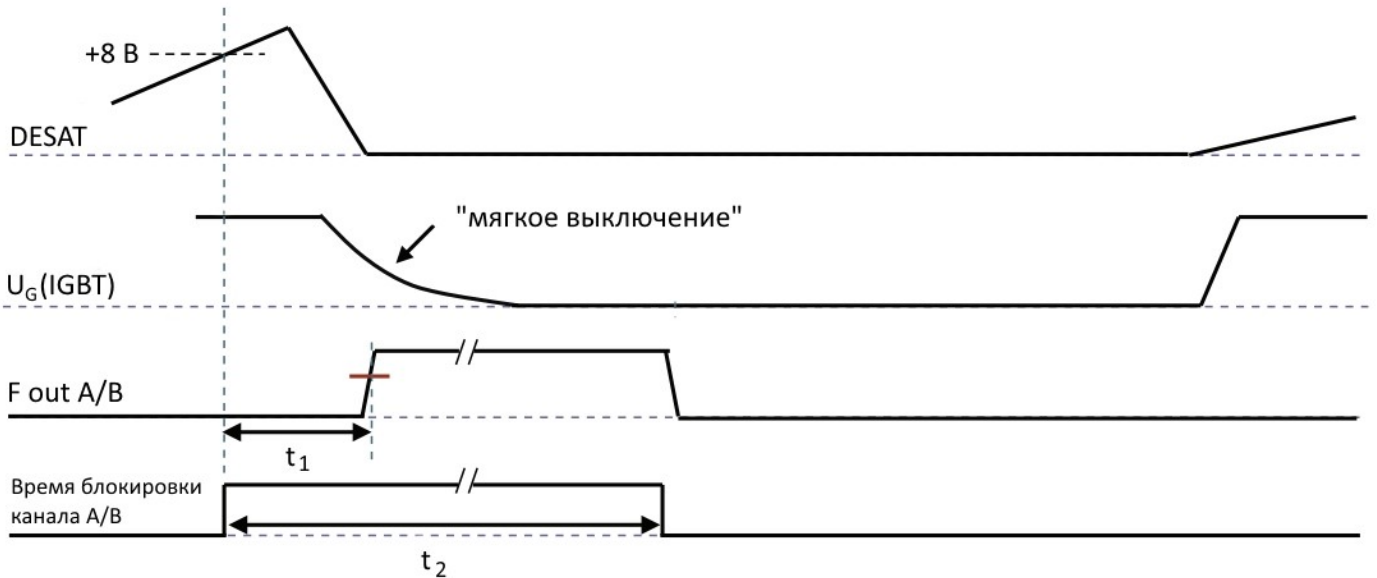 +8 В
DESAT
"мягкое выключение"
U_G(IGBT)
F out A/B
t_1
Время блокировки
канала А/В
t_2